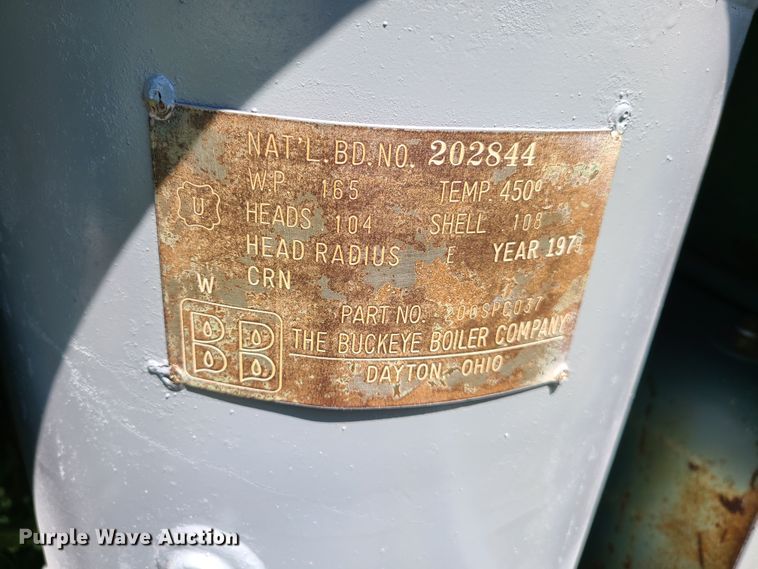 NAT'L. BD. NO. 202844
W.P. 165 TEMP 450°
U
HEADS 104 SHELL 108
HEAD RADIUS E YEAR 197
W CRN
PART NO.
BB
THE BUCKEYE BOILER COMPANY
DAYTON, OHIO
Purple Wave Auction®